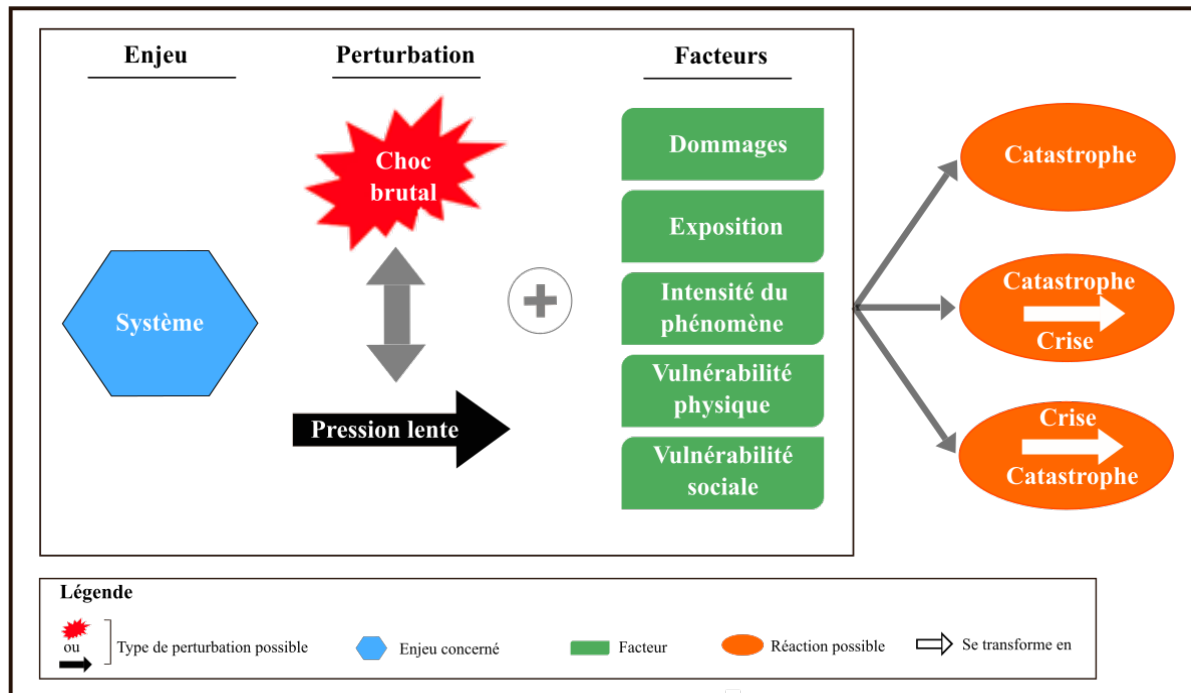 Enjeu
Perturbation
Facteurs
Choc
brutal
Système
Pression lente
Dommages
Exposition
Intensité du
phénomène
Vulnérabilité
physique
Vulnérabilité
sociale
Catastrophe
Catastrophe
Crise
Crise
Catastrophe
Légende
ou
Type de perturbation possible
Enjeu concerné
Facteur
Réaction possible
Se transforme en